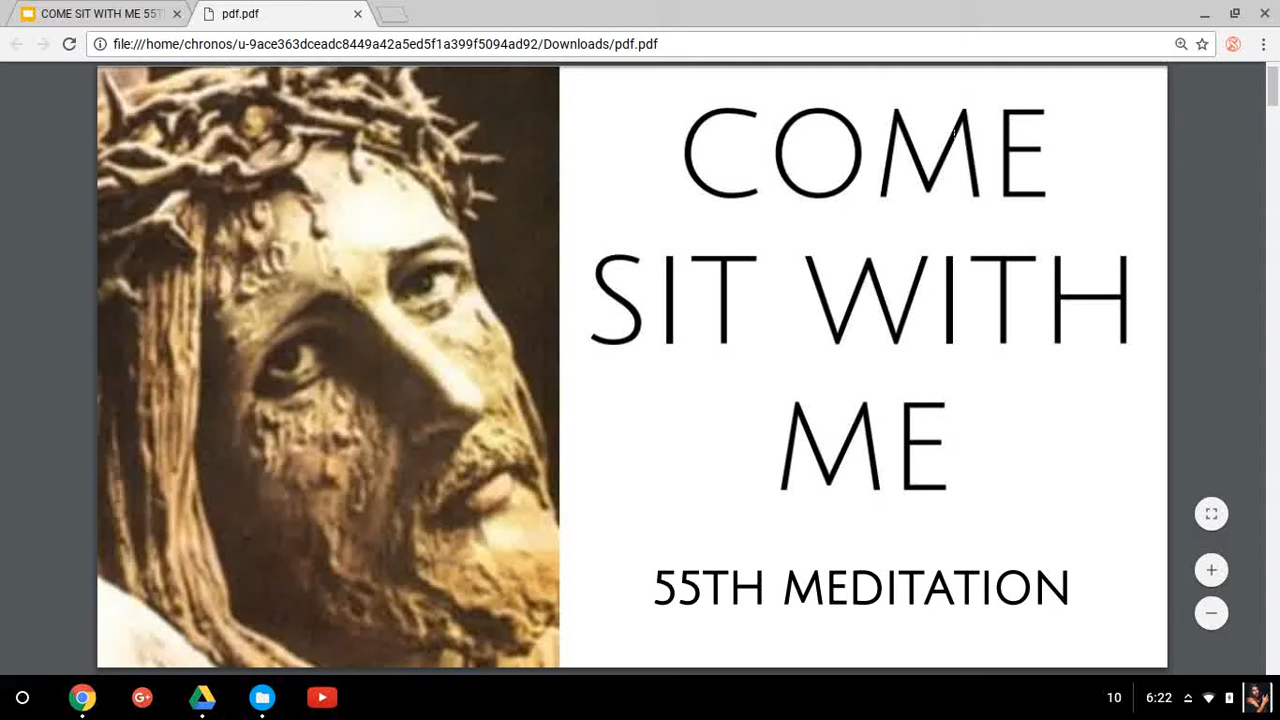 COME SIT WITH ME 55T
pdf.pdf
file:///home/chronos/u-9ace363dceadc8449a42a5ed5f1a399f5094ad92/Downloads/pdf.pdf
COME
SIT WITH
ME
55TH MEDITATION
10
6:22